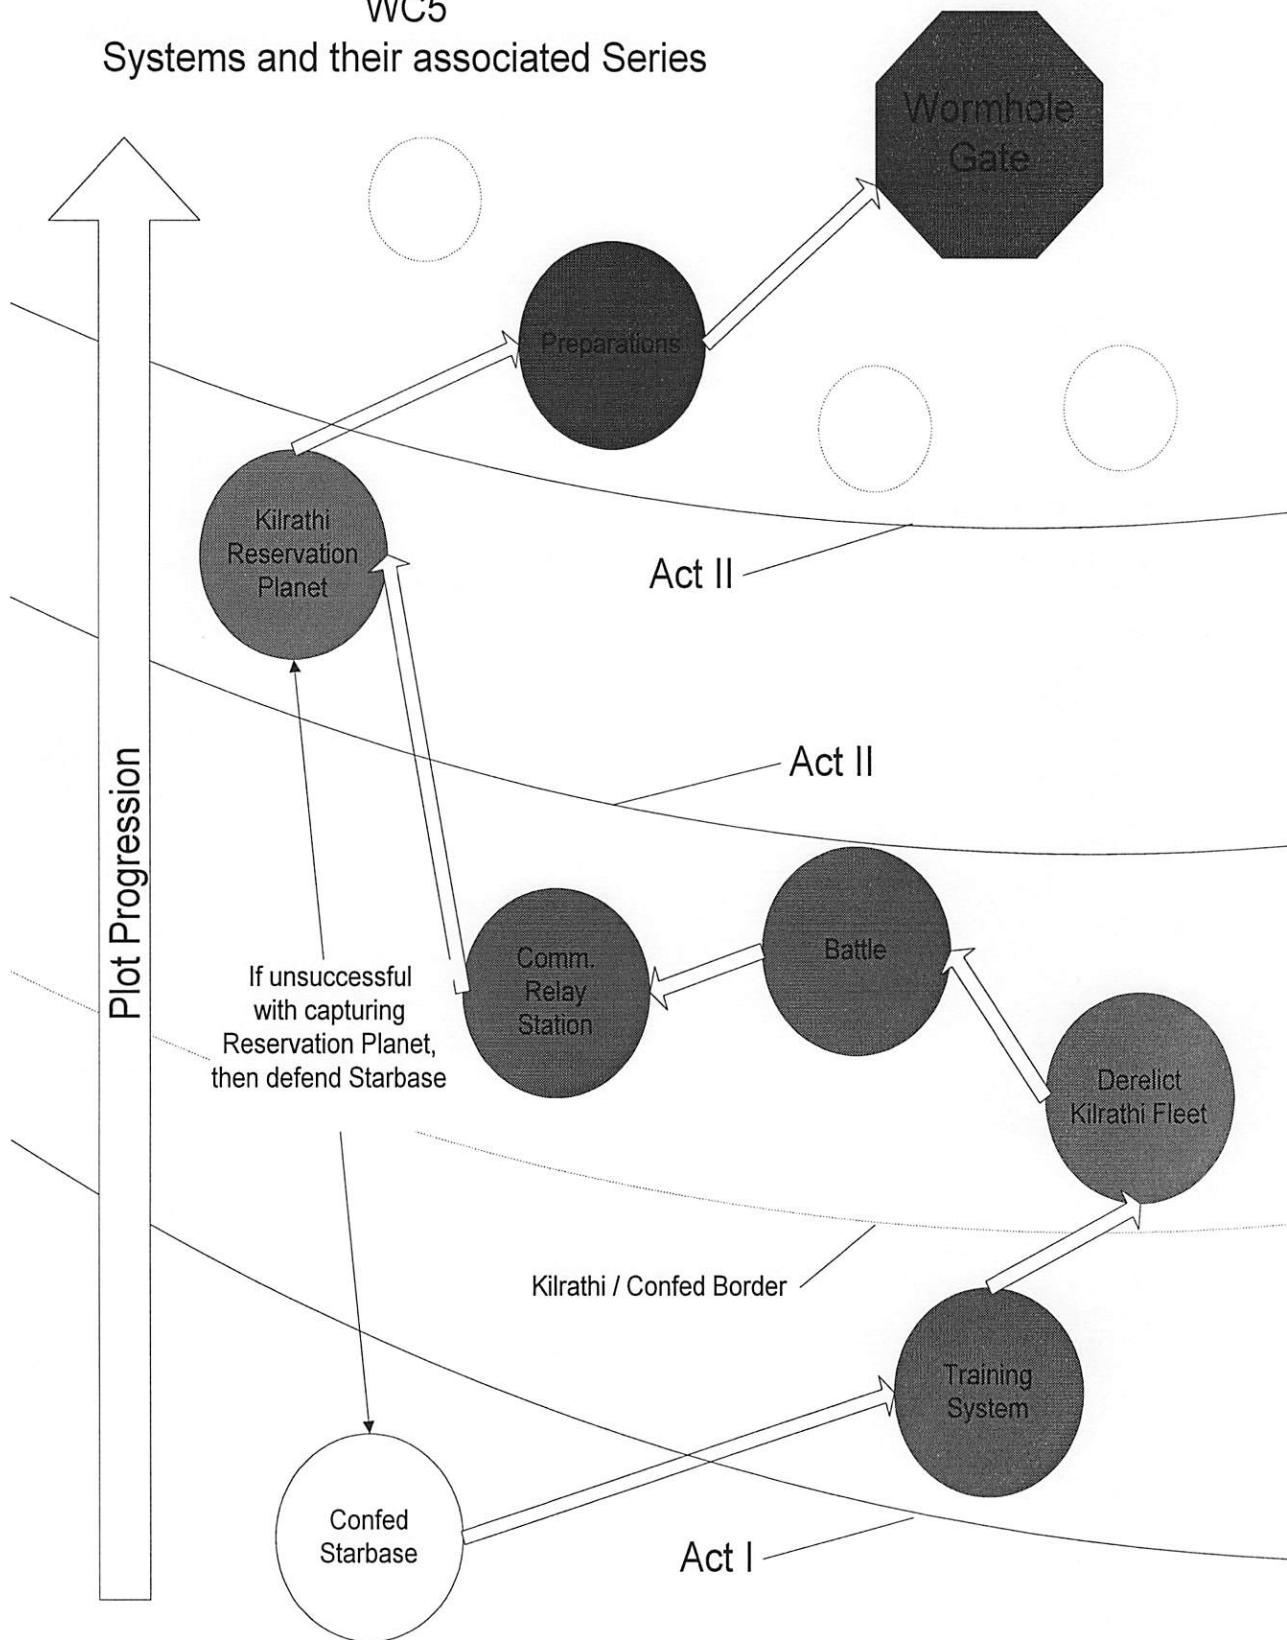 WC5
Systems and their associated Series
Wormhole
Gate
Preparations
Kilrathi
Reservation
Planet
Act II
Act II
Plot Progression
Comm.
Relay
Station
Battle
If unsuccessful
with capturing
Reservation Planet,
then defend Starbase
Derelict
Kilrathi Fleet
Kilrathi / Confed Border
Training
System
Confed
Starbase
Act I